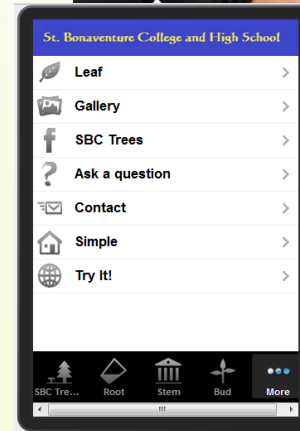 St. Bonaventure College and High School
Leaf
Gallery
SBC Trees
Ask a question
Contact
Simple
Try It!
SBC Tre... Root Stem Bud More